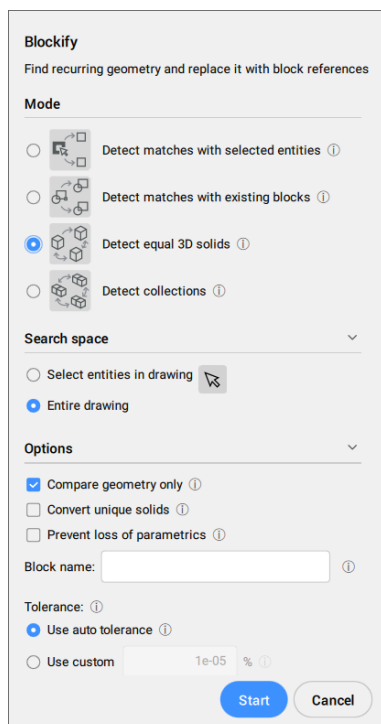 Blockify
Find recurring geometry and replace it with block references
Mode
Detect matches with selected entities
Detect matches with existing blocks
Detect equal 3D solids
Detect collections
Search space
Select entities in drawing
Entire drawing
Options
Compare geometry only
Convert unique solids
Prevent loss of parametrics
Block name:
Tolerance:
Use auto tolerance
Use custom 1e-05 %
Start Cancel